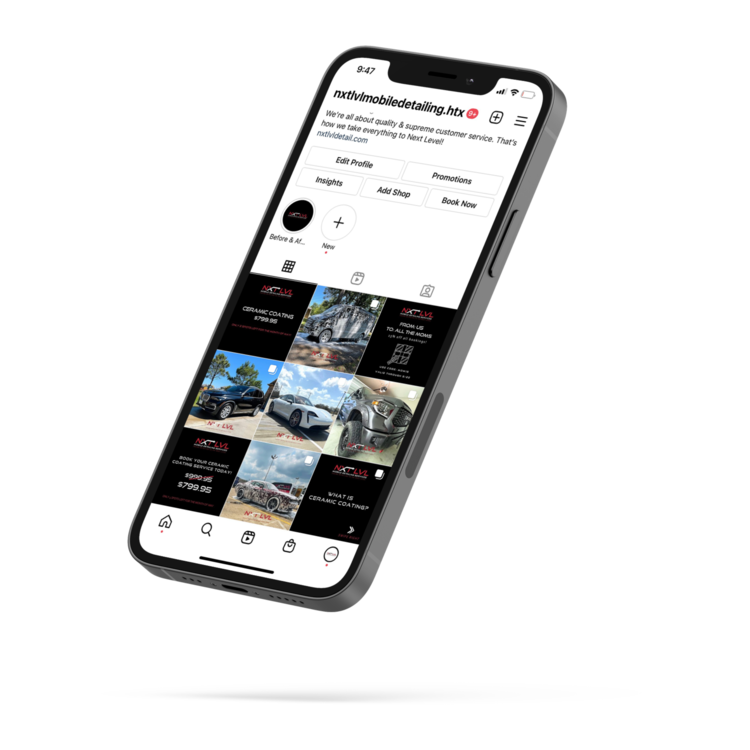 9:47
nxtlvlmobiledetailing.htx 9+
We're all about quality & supreme customer service. That's
how we take everything to Next Level!
nxtlvldetail.com
Edit Profile
Promotions
Insights
Add Shop
Book Now
Before & Af...
New
NXT LVL
CERAMIC COATING
$799.95
NXT LVL
FROM US
TO ALL THE MOMS
NXT LVL
BOOK YOUR CERAMIC
COATING SERVICE TODAY!
$999.95
$799.95
NXT LVL
WHAT IS
CERAMIC COATING?